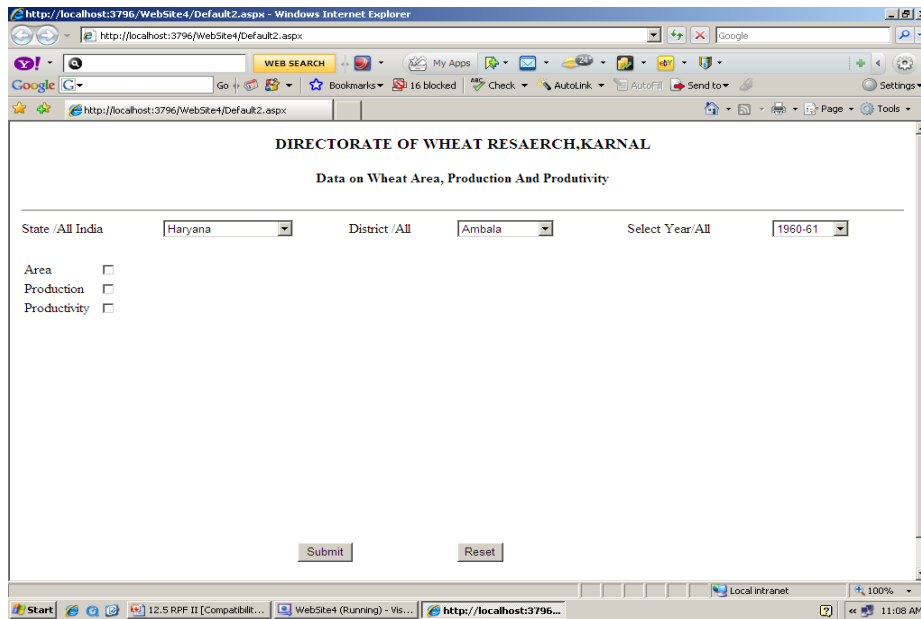 http://localhost:3796/WebSite4/Default2.aspx - Windows Internet Explorer
http://localhost:3796/WebSite4/Default2.aspx Google
Y! WEB SEARCH My Apps
Google G Go Bookmarks 16 blocked ABC Check AutoLink AutoFill Send to Settings
http://localhost:3796/WebSite4/Default2.aspx Page Tools
DIRECTORATE OF WHEAT RESAERCH,KARNAL
Data on Wheat Area, Production And Produtivity
State /All India Haryana District /All Ambala Select Year/All 1960-61
Area
Production
Productivity
Submit Reset
Local intranet 100%
Start 12.5 RPF II [Compatibilit... WebSite4 (Running) - Vis... http://localhost:3796... 11:08 AM